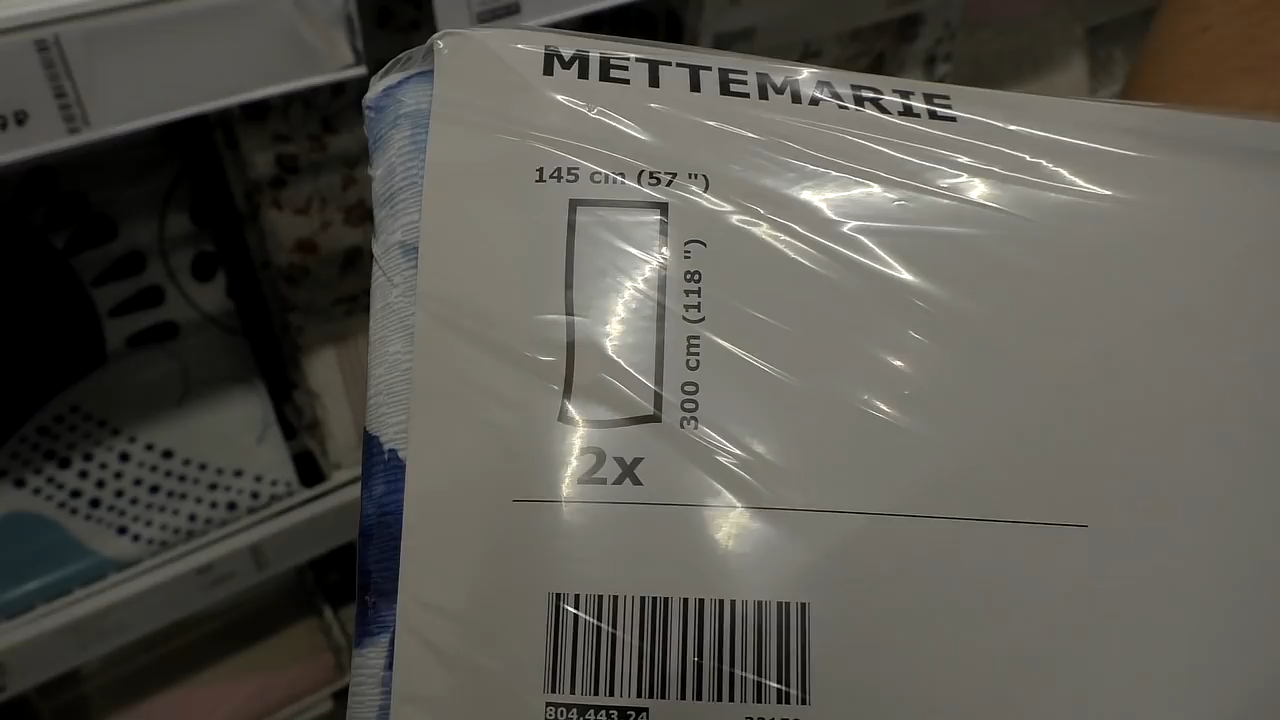 METTEMARIE
145 cm (57 ")
300 cm (118 ")
2x
804.443.24